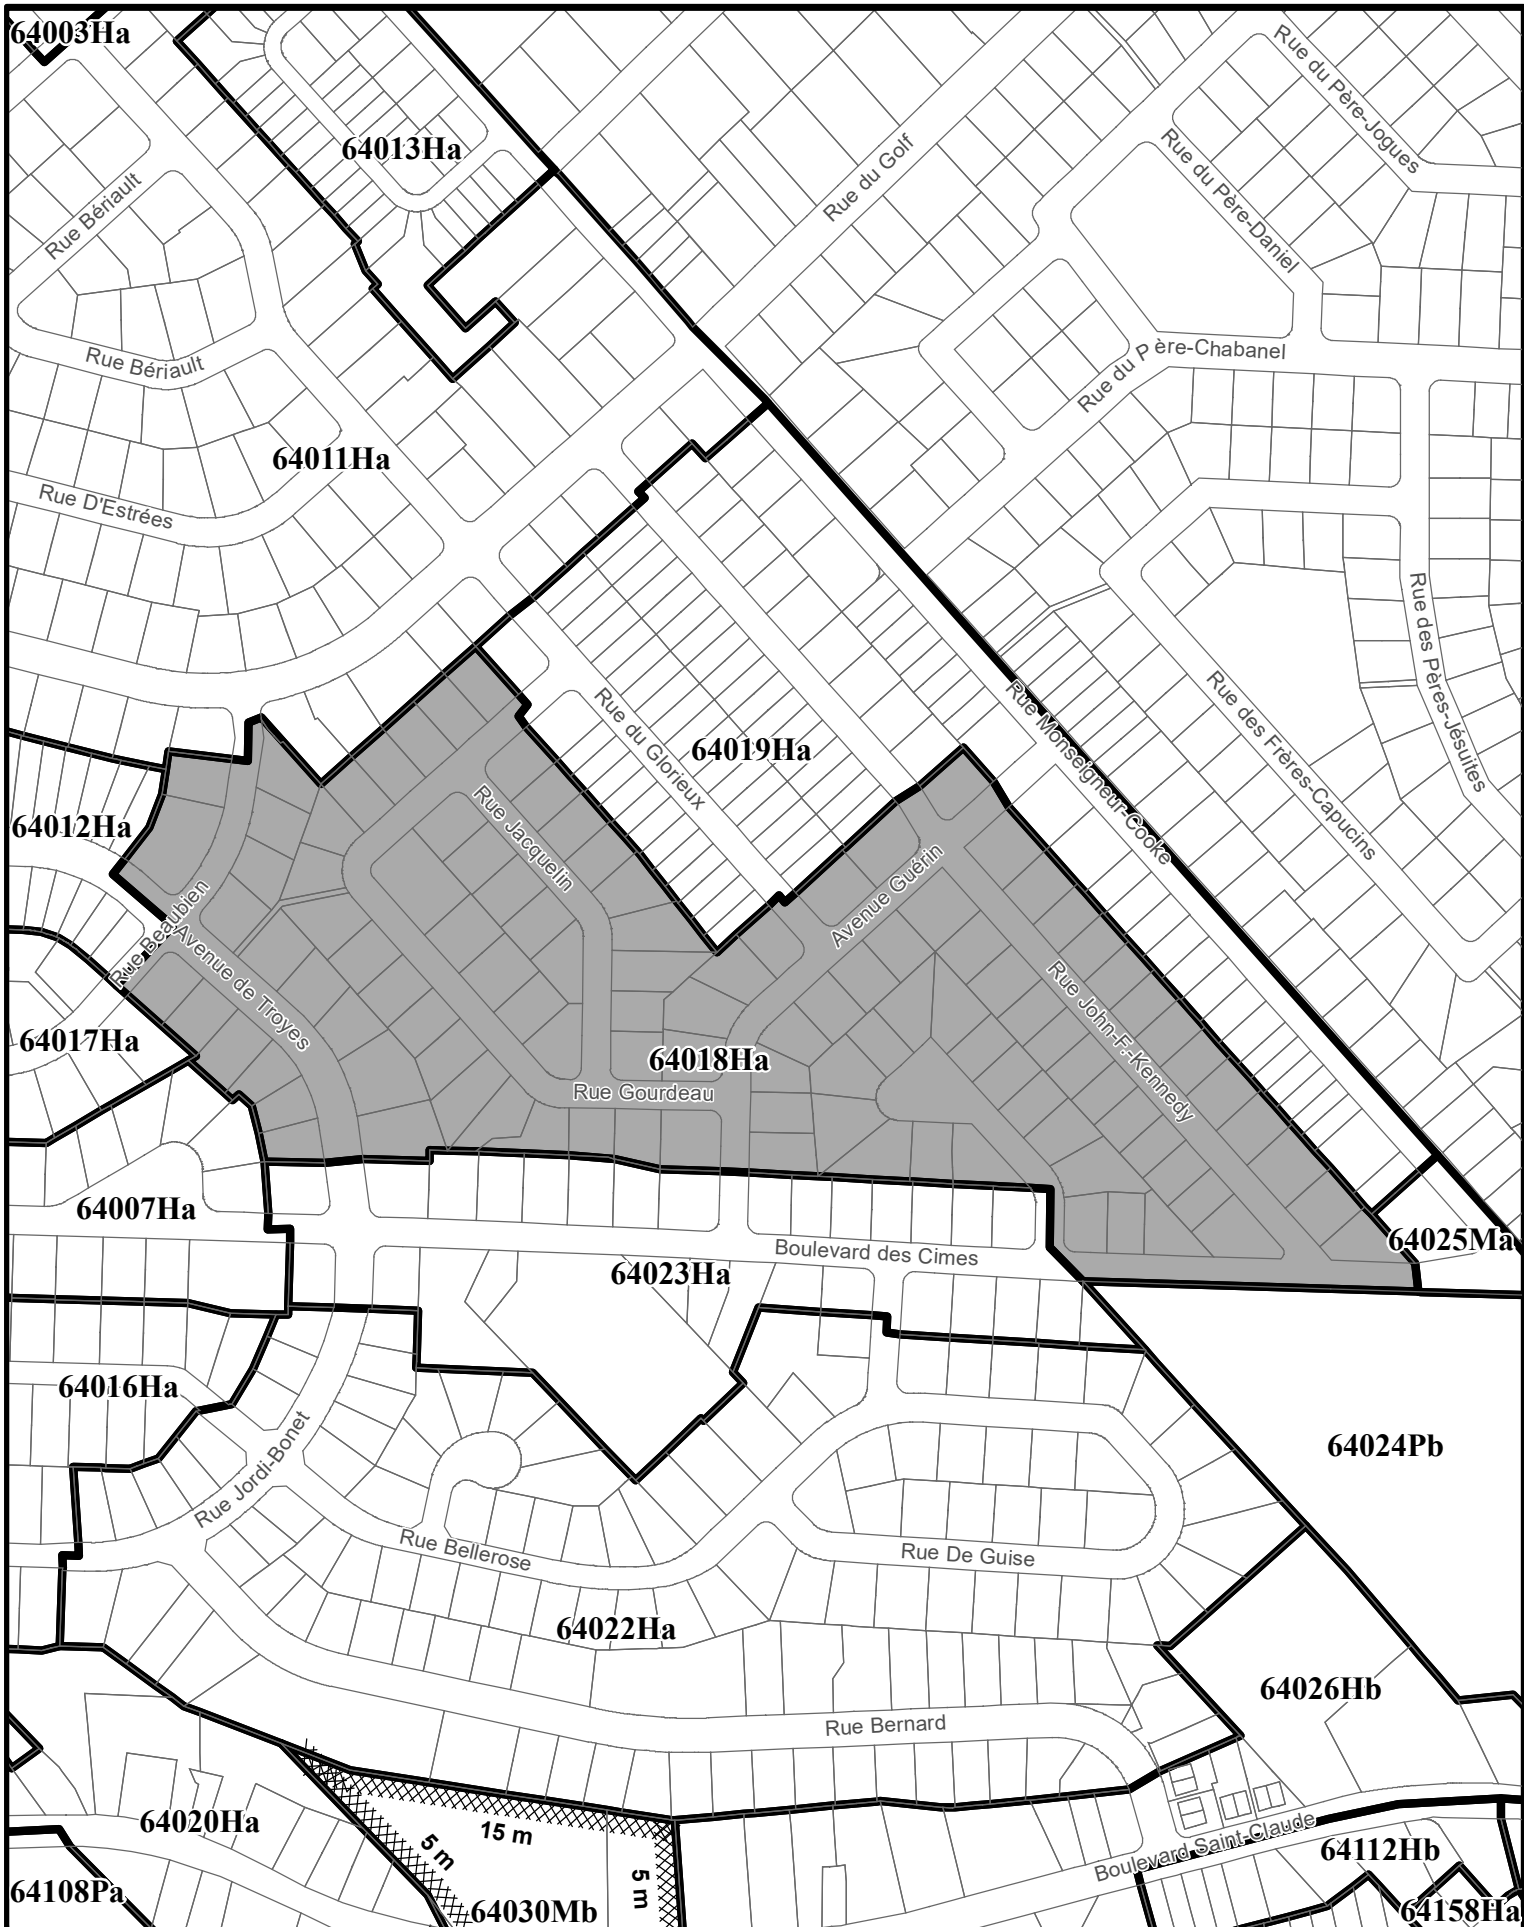 64003Ha
Rue du Père-Jogues
64013Ha
Rue du Golf
Rue du Père-Daniel
Rue Bériault
Rue Bériault
Rue du Père-Chabanel
64011Ha
Rue D'Estrées
Rue des Pères-Jésuites
Rue Monseigneur-Cooke
Rue des Frères-Capucins
Rue du Glorieux
64019Ha
Rue Jacquelin
64012Ha
Avenue Guérin
Rue Beaubien
Avenue de Troyes
Rue John-F.-Kennedy
64017Ha
64018Ha
Rue Gourdeau
64007Ha
64025Ma
Boulevard des Cimes
64023Ha
64016Ha
64024Pb
Rue Jordi-Bonet
Rue Bellerose
Rue De Guise
64022Ha
64026Hb
Rue Bernard
64020Ha
15 m
5 m
5 m
Boulevard Saint-Claude
64112Hb
64108Pa
64030Mb
64158Ha